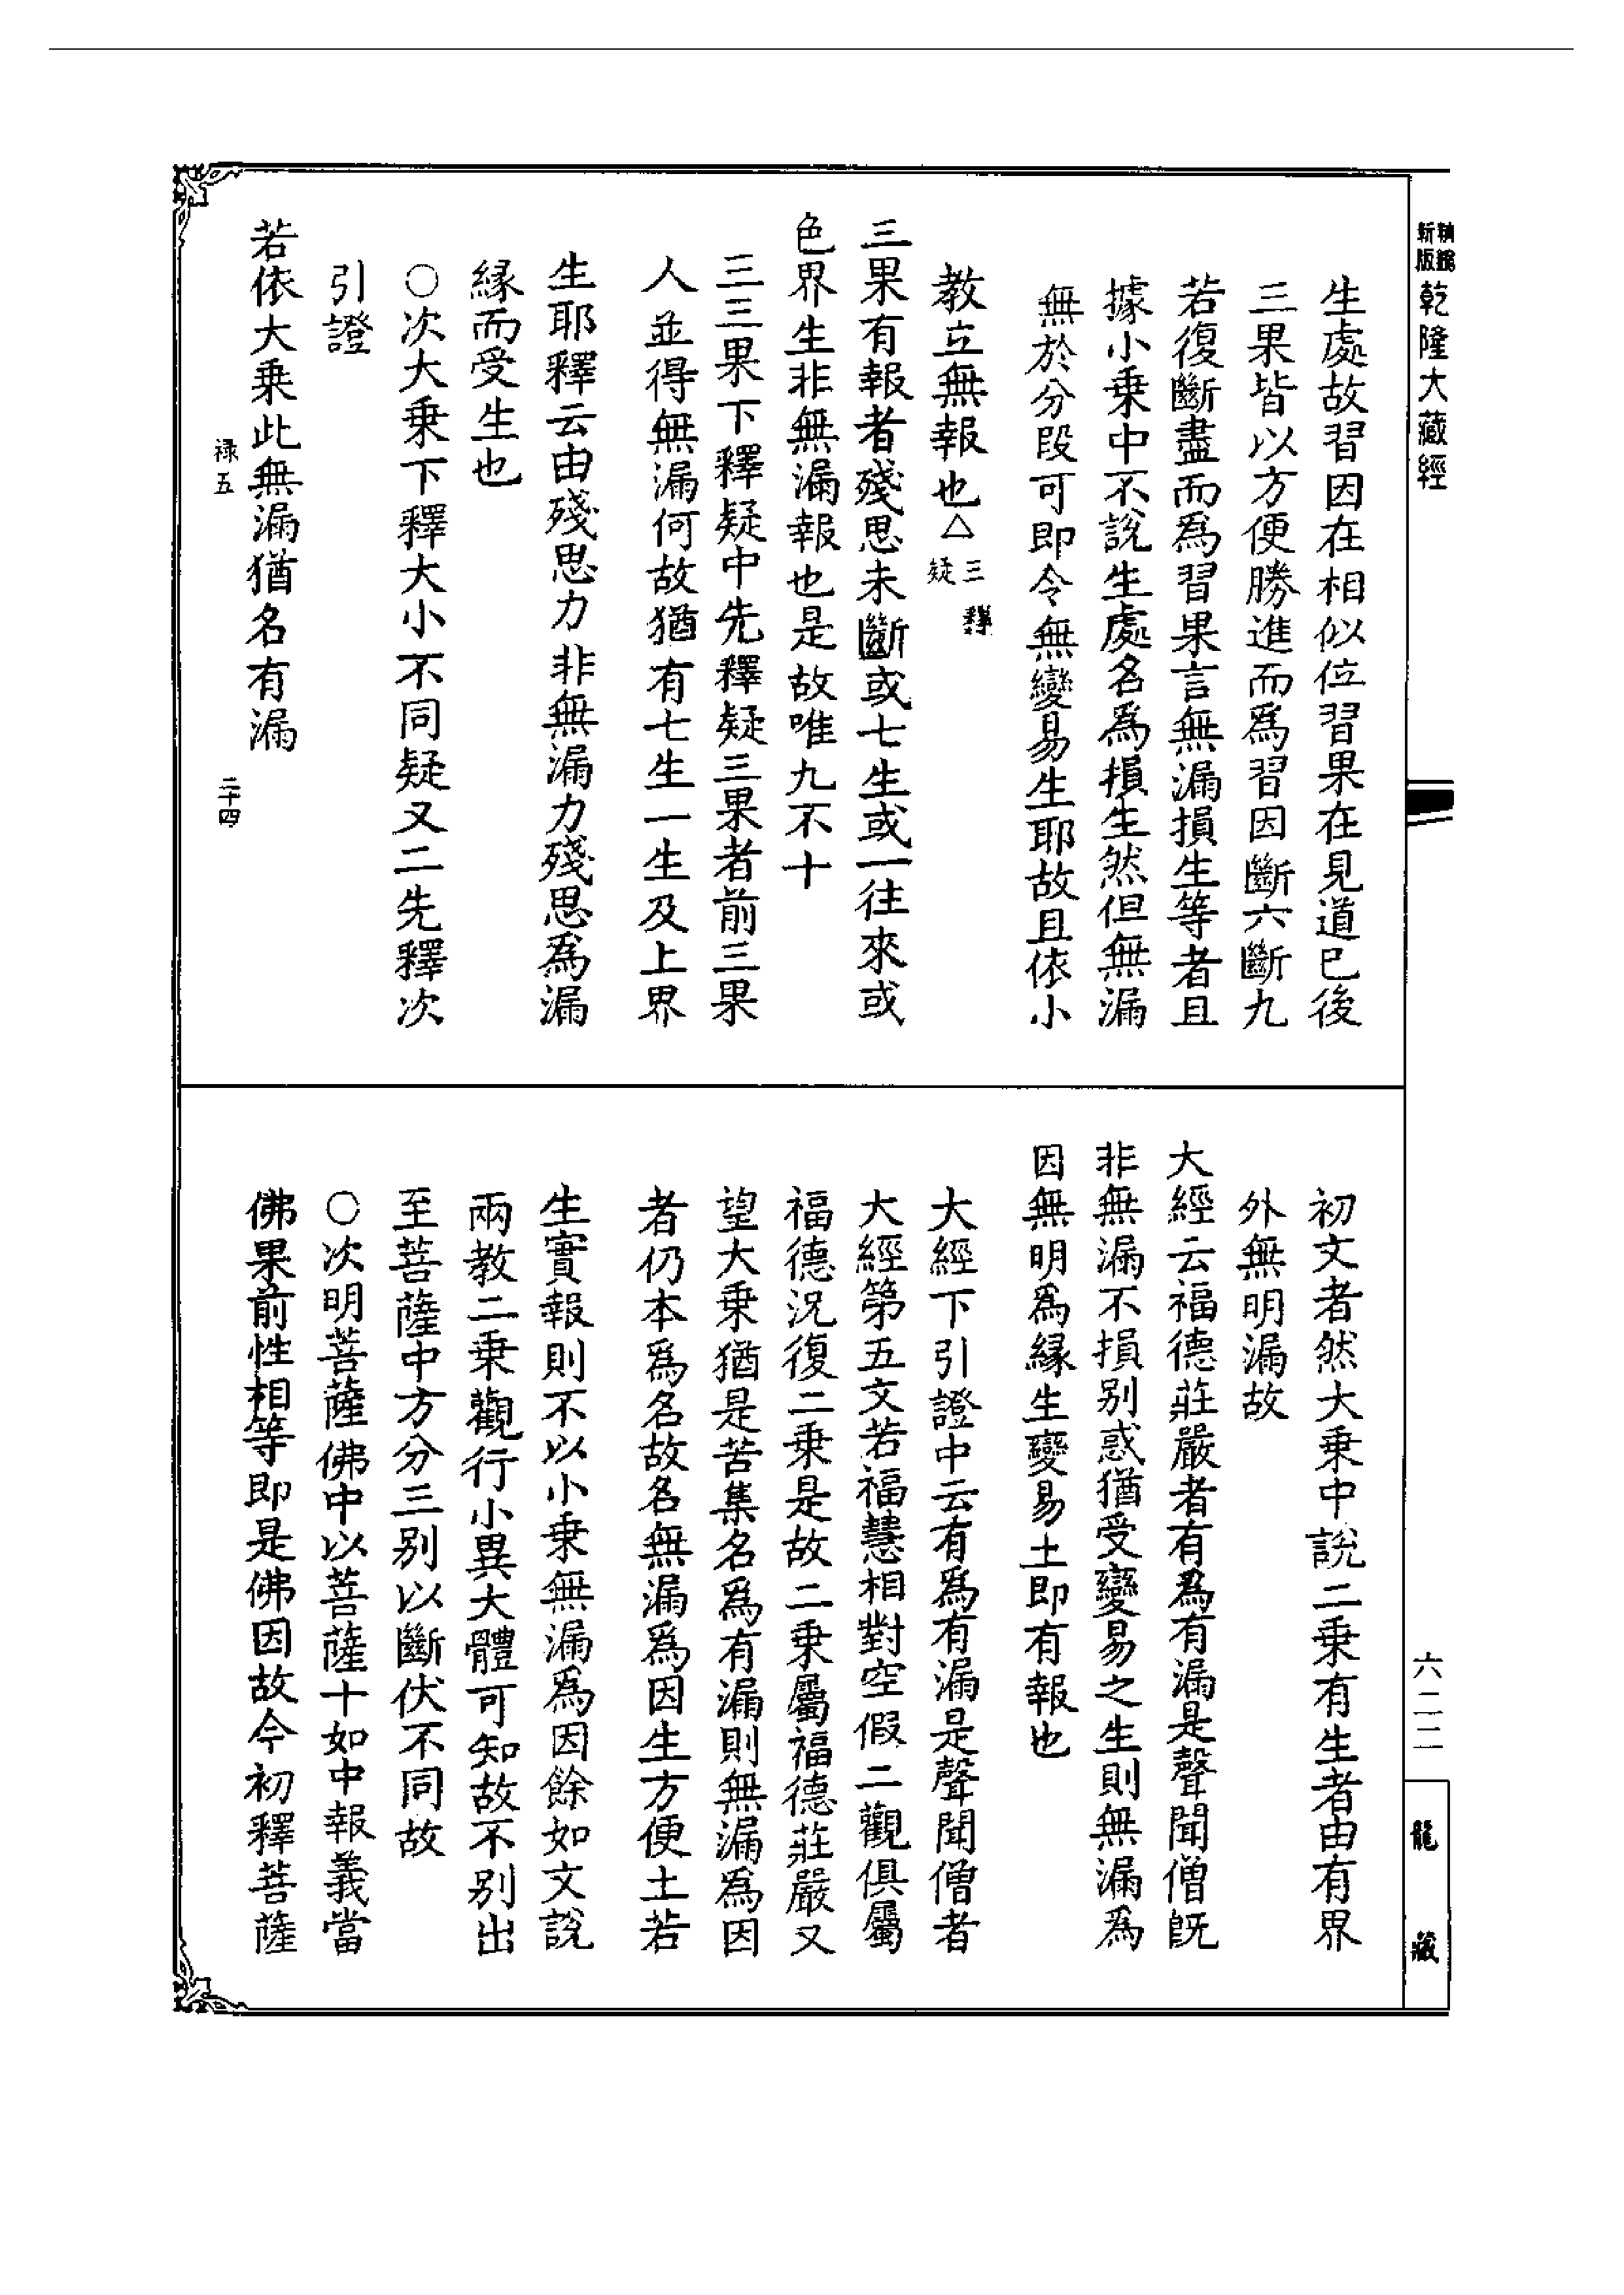 新版乾隆大藏經
生處故習因在相似位習果在見道已後
三果皆以方便勝進而爲習因斷六斷九
若復斷盡而爲習果言無漏損生等者且
據小乗中不說生處名爲損生然但無漏
無於分段可即令無變易生耶故且依小
教立無報也△三釋疑
三果有報者殘思未斷或七生或一往來或
色界生非無漏報也是故唯九不十
三三果下釋疑中先釋疑三果者前三果
人並得無漏何故猶有七生一生及上界
生耶釋云由殘思力非無漏力殘思爲漏
緣而受生也
○次大乗下釋大小不同疑又二先釋次
引證
若依大乗此無漏猶名有漏
祿五
二十四
初文者然大乗中說二乗有生者由有界
外無明漏故
大經云福德莊嚴者有爲有漏是聲聞僧旣
非無漏不損別惑猶受變易之生則無漏爲
因無明爲緣生變易土即有報也
大經下引證中云有爲有漏是聲聞僧者
大經第五文若福慧相對空假二觀俱屬
福德況復二乗是故二乗屬福德莊嚴又
望大乗猶是苦集名爲有漏則無漏爲因
者仍本爲名故名無漏爲因生方便土若
生實報則不以小乗無漏爲因餘如文說
兩教二乗觀行小異大體可知故不別出
至菩薩中方分三別以斷伏不同故
○次明菩薩佛中以菩薩十如中報義當
佛果前性相等即是佛因故今初釋菩薩
六二二
龍藏